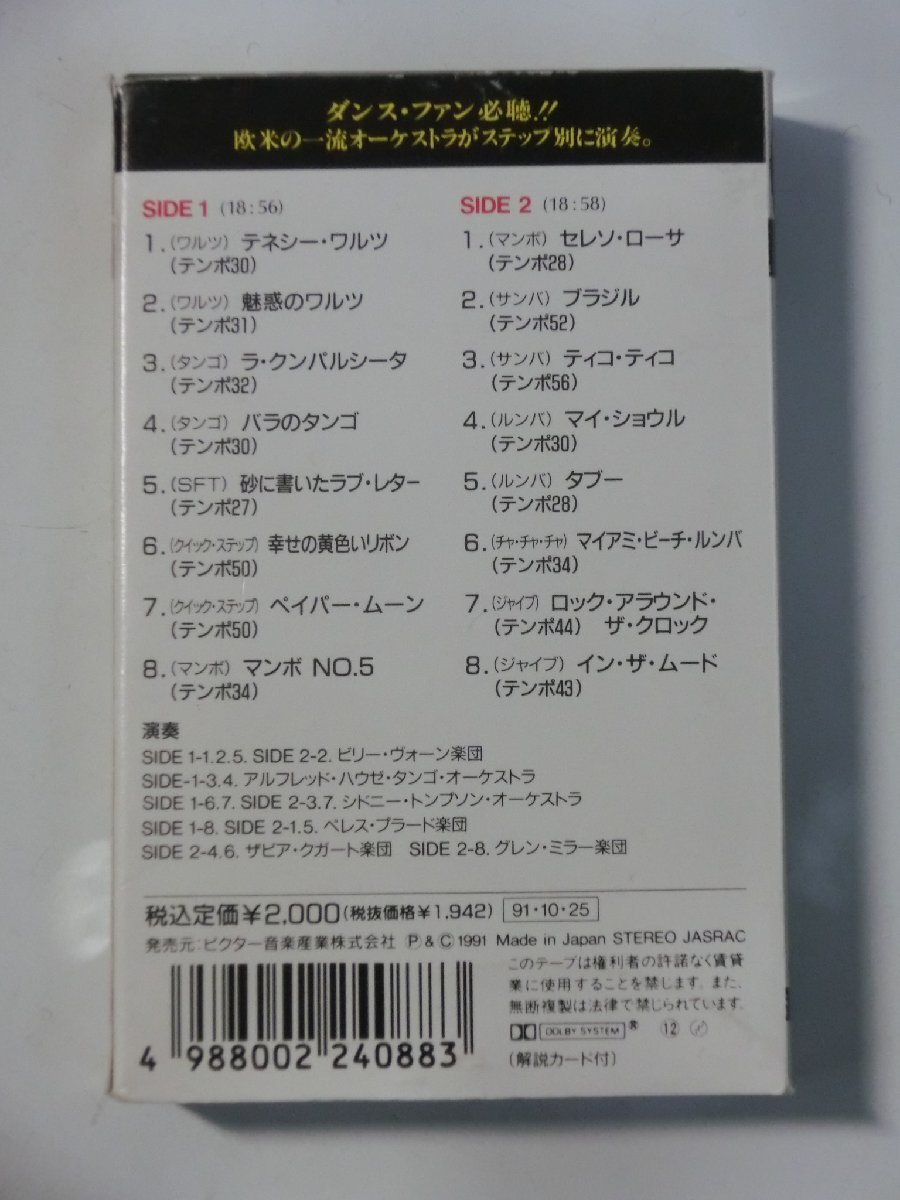 ダンス・ファン必聴!!
欧米の一流オーケストラがステップ別に演奏。
SIDE 1 (18:56)
1.(ワルツ) テネシー・ワルツ
(テンポ30)
2.(ワルツ) 魅惑のワルツ
(テンポ31)
3.(タンゴ) ラ・クンパルシータ
(テンポ32)
4.(タンゴ) バラのタンゴ
(テンポ30)
5.(SFT) 砂に書いたラブ・レター
(テンポ27)
6.(クイック・ステップ) 幸せの黄色いリボン
(テンポ50)
7.(クイック・ステップ) ペイパー・ムーン
(テンポ50)
8.(マンボ) マンボ NO.5
(テンポ34)
SIDE 2 (18:58)
1.(マンボ) セレソ・ローサ
(テンポ28)
2.(サンバ) ブラジル
(テンポ52)
3.(サンバ) ティコ・ティコ
(テンポ56)
4.(ルンバ) マイ・ショウル
(テンポ30)
5.(ルンバ) タブー
(テンポ28)
6.(チャ・チャ・チャ) マイアミ・ビーチ・ルンバ
(テンポ34)
7.(ジャイブ) ロック・アラウンド・
(テンポ44) ザ・クロック
8.(ジャイブ) イン・ザ・ムード
(テンポ43)
演奏
SIDE 1-1.2.5. SIDE 2-2. ビリー・ヴォーン楽団
SIDE-1-3.4. アルフレッド・ハウゼ・タンゴ・オーケストラ
SIDE 1-6.7. SIDE 2-3.7. シドニー・トンプソン・オーケストラ
SIDE 1-8. SIDE 2-1.5. ペレス・プラード楽団
SIDE 2-4.6. ザビア・クガート楽団 SIDE 2-8. グレン・ミラー楽団
税込定価¥2,000(税抜価格¥1,942) 91・10・25
発売元:ビクター音楽産業株式会社 Ⓟ&Ⓒ1991 Made in Japan STEREO JASRAC
このテープは権利者の許諾なく賃貸
業に使用することを禁じます。また、
無断複製は法律で禁じられています。
DOLBY SYSTEM ® ⑫
(解説カード付)
4 988002 240883